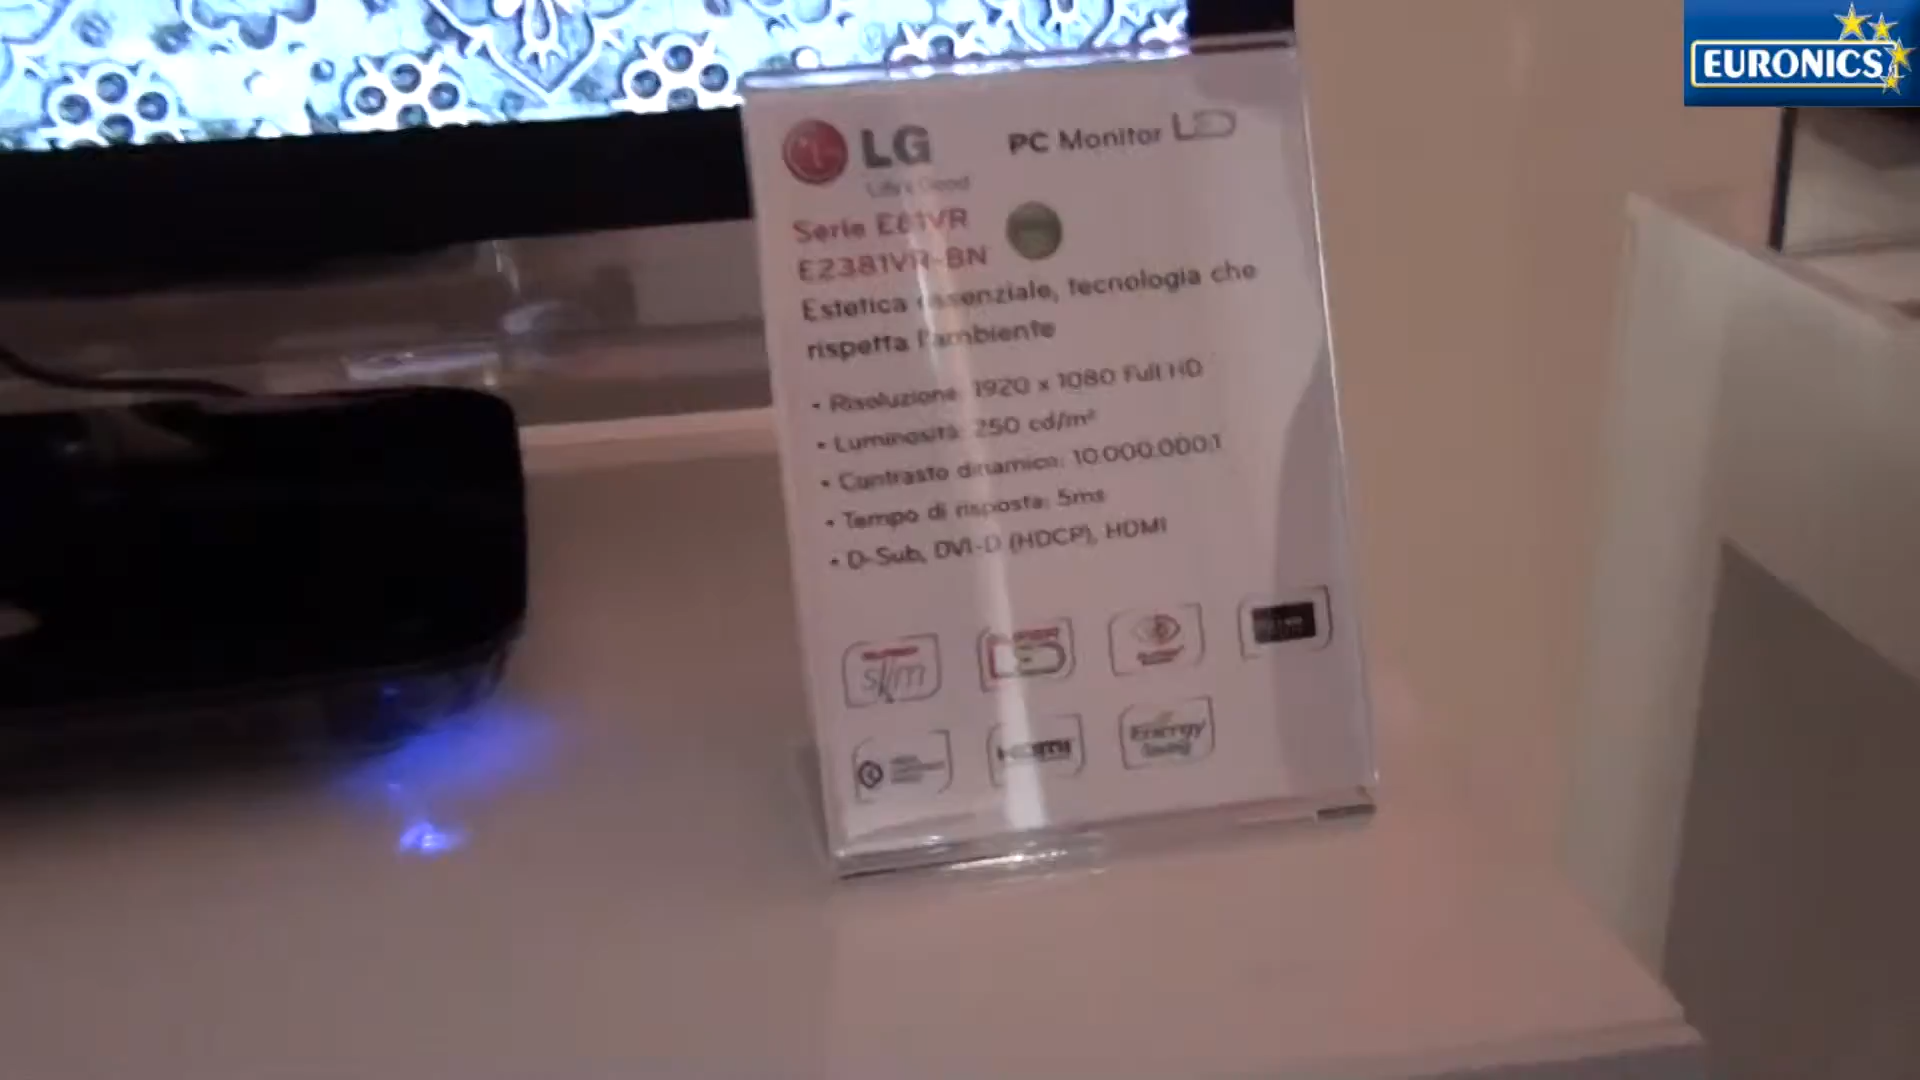 EURONICS
LG PC Monitor LED
Life's Good
Serie E81VR
E2381VR-BN
Estetica essenziale, tecnologia che
rispetta l'ambiente
• Risoluzione: 1920 x 1080 Full HD
• Luminosità: 250 cd/m²
• Contrasto dinamico: 10.000.000:1
• Tempo di risposta: 5ms
• D-Sub, DVI-D (HDCP), HDMI
slim
HDMI Energy
Saving